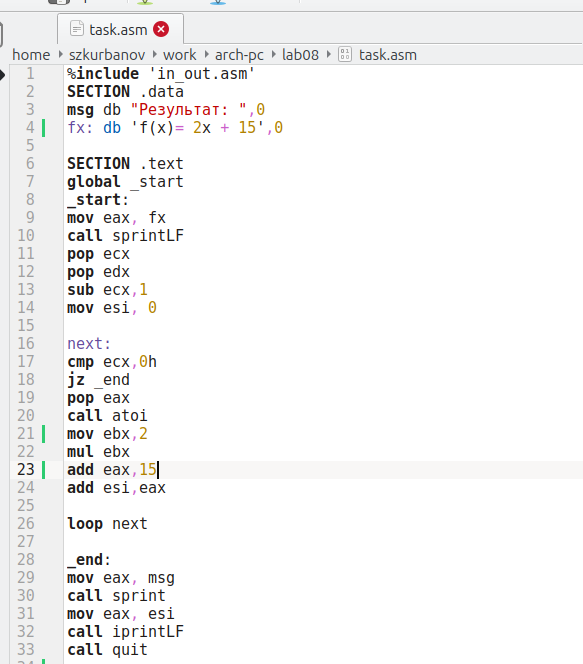 task.asm
home szkurbanov work arch-pc lab08 task.asm
1 %include 'in_out.asm'
2 SECTION .data
3 msg db "Результат: ",0
4 fx: db 'f(x)= 2x + 15',0
5
6 SECTION .text
7 global _start
8 _start:
9 mov eax, fx
10 call sprintLF
11 pop ecx
12 pop edx
13 sub ecx,1
14 mov esi, 0
15
16 next:
17 cmp ecx,0h
18 jz _end
19 pop eax
20 call atoi
21 mov ebx,2
22 mul ebx
23 add eax,15
24 add esi,eax
25
26 loop next
27
28 _end:
29 mov eax, msg
30 call sprint
31 mov eax, esi
32 call iprintLF
33 call quit